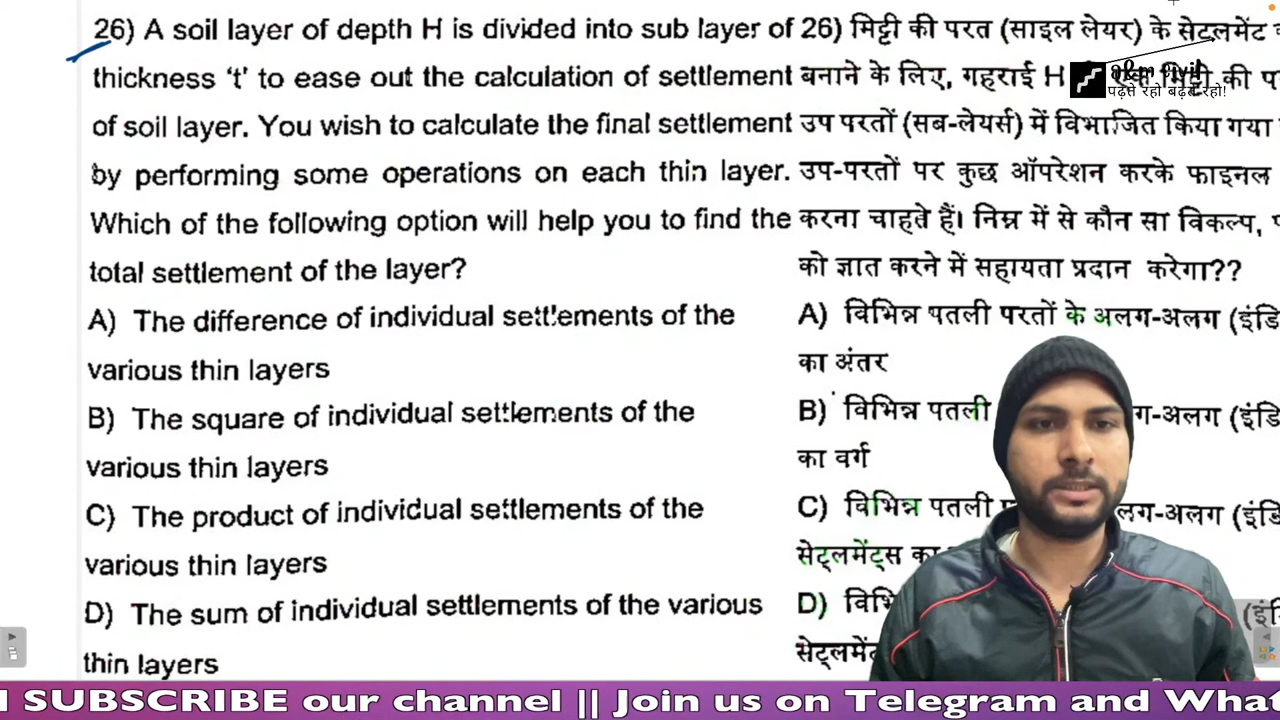 26) A soil layer of depth H is divided into sub layer of
thickness 't' to ease out the calculation of settlement
of soil layer. You wish to calculate the final settlement
by performing some operations on each thin layer.
Which of the following option will help you to find the
total settlement of the layer?
A) The difference of individual settlements of the
various thin layers
B) The square of individual settlements of the
various thin layers
C) The product of individual settlements of the
various thin layers
D) The sum of individual settlements of the various
thin layers
26) मिट्टी की परत (साइल लेयर) के सेटलमेंट
बनाने के लिए, गहराई H मिट्टी की
उप परतों (सब-लेयर्स) में विभाजित किया गया
उप-परतों पर कुछ ऑपरेशन करके फाइनल
करना चाहते हैं। निम्न में से कौन सा विकल्प,
को ज्ञात करने में सहायता प्रदान करेगा??
A) विभिन्न पतली परतों के अलग-अलग
का अंतर
B) विभिन्न पतली
का वर्ग
C) विभिन्न पतली
सेट्लमेंट्स का
D)
पढ़ते रहो बढ़ते रहो!
SUBSCRIBE our channel || Join us on Telegram and